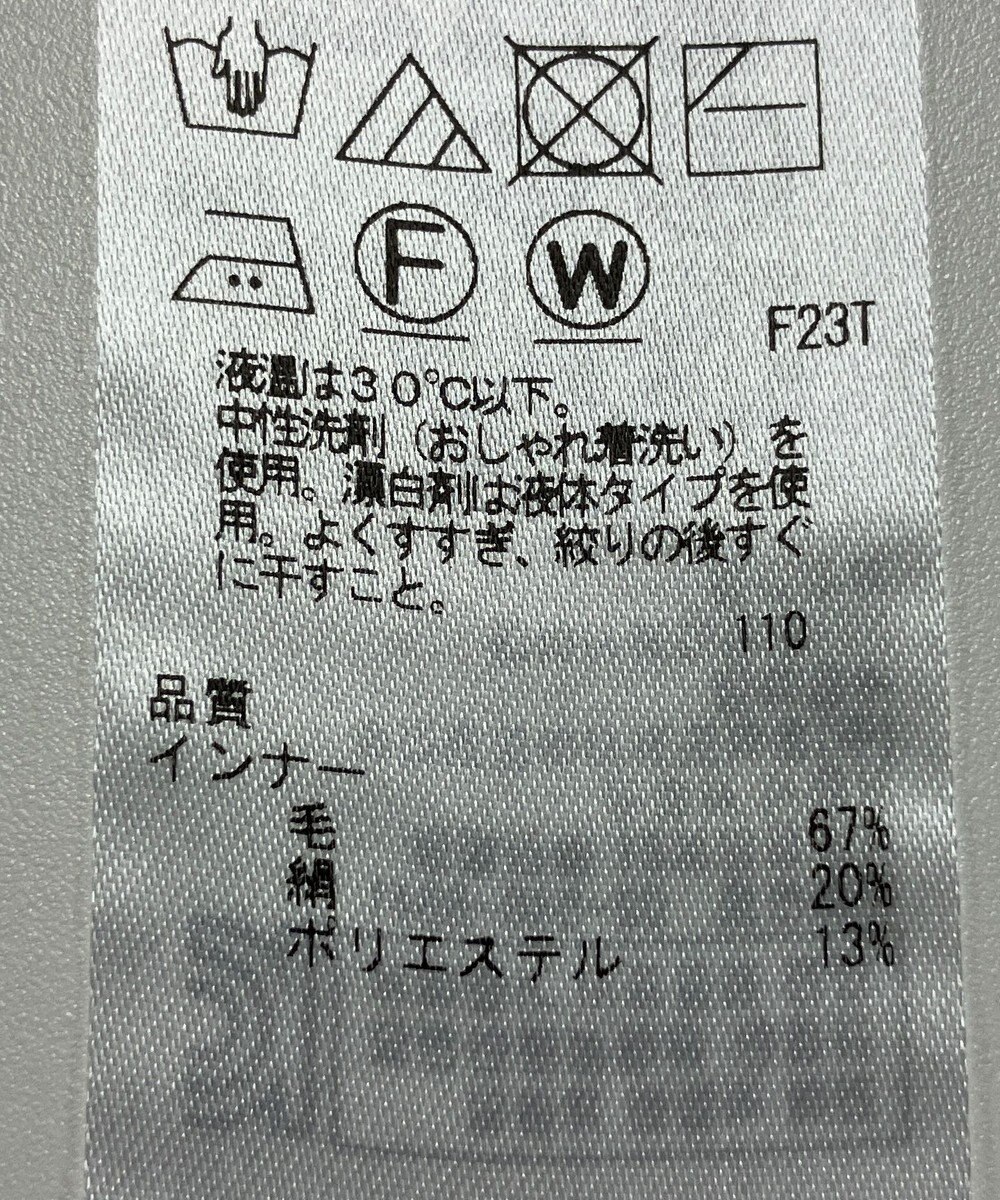 F
W
F23T
液温は30℃以下。
中性洗剤（おしゃれ着洗い）を
使用。漂白剤は液体タイプを使
用。よくすすぎ、絞りの後すぐ
に干すこと。
110
品質
インナー
毛 67%
絹 20%
ポリエステル 13%